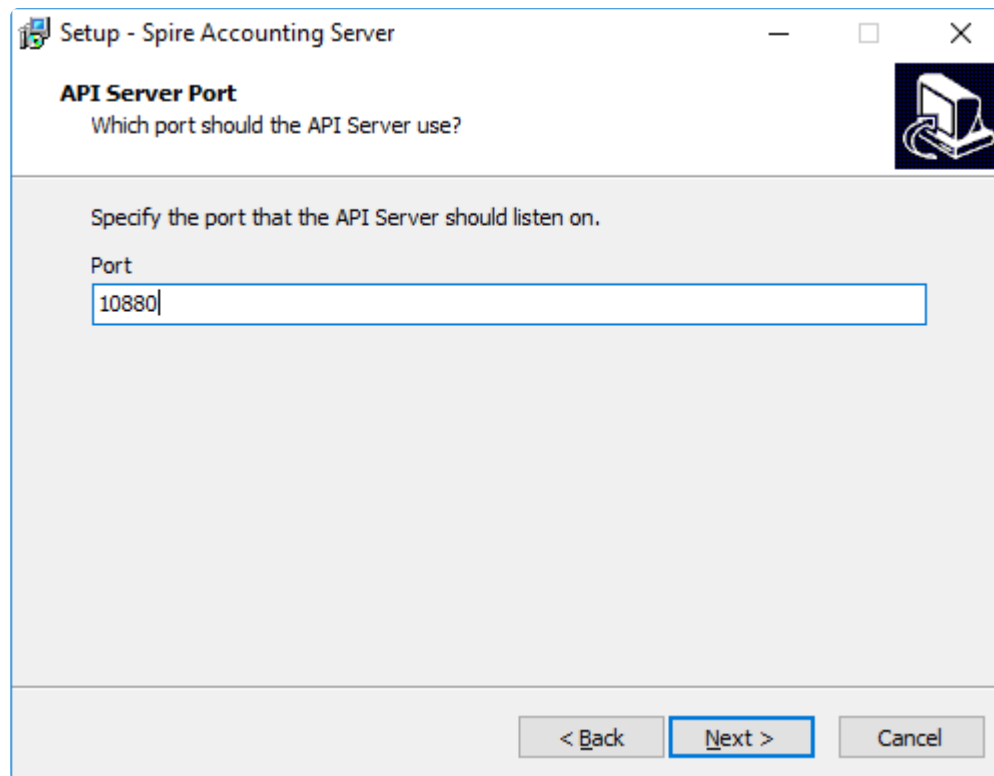 Setup - Spire Accounting Server
API Server Port
Which port should the API Server use?
Specify the port that the API Server should listen on.
Port
10880
< Back Next > Cancel